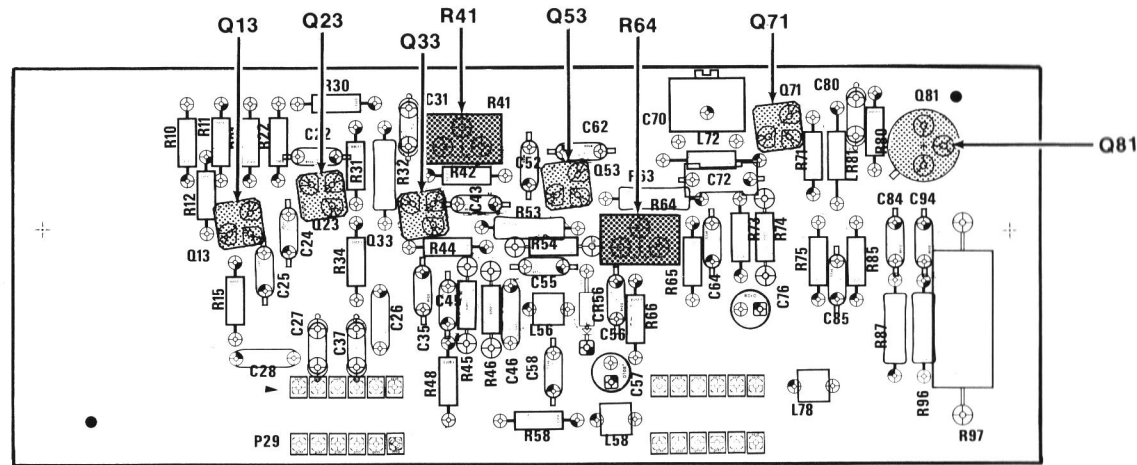 Q13
Q23
Q33
R41
Q53
R64
Q71
Q81
R30
C31
R41
C80
Q81
R10
R11
R22
C22
R31
R32
R42
C52
C62
Q53
C70
L72
Q71
R71
R81
R80
R12
Q13
C24
Q23
Q33
C43
R53
R63
R64
C72
C84
C94
R15
C25
R34
R44
R54
C55
R65
C64
R73
R74
R75
C85
R85
C27
C37
C26
C35
C45
R45
R46
C46
L56
CR56
C56
R66
C76
R87
R96
R97
C28
R48
C58
C57
L78
P29
R58
L58